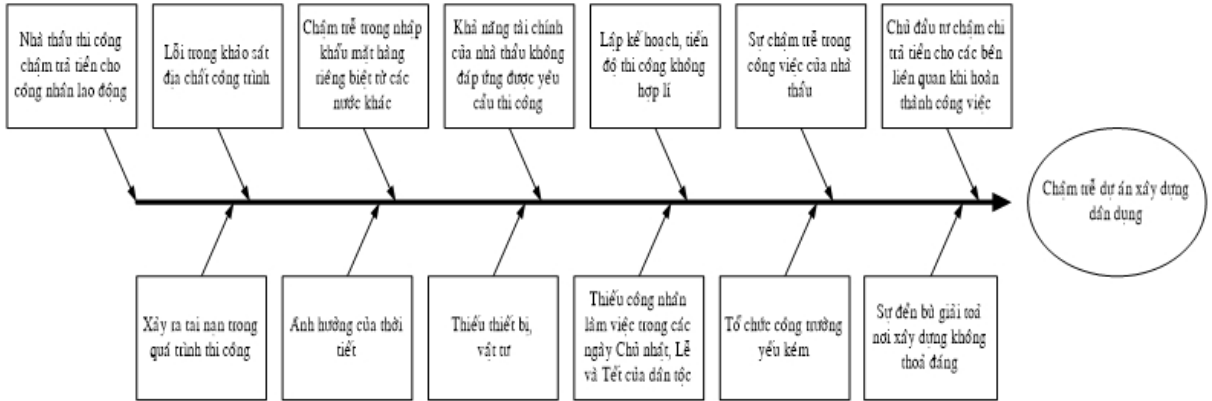 Nhà thầu thi công
chậm trả tiền cho
công nhân lao động
Lỗi trong khảo sát
địa chất công trình
Chậm trễ trong nhập
khẩu mặt hàng
riêng biệt từ các
nước khác
Khả năng tài chính
của nhà thầu không
đáp ứng được yêu
cầu thi công
Lập kế hoạch, tiến
độ thi công không
hợp lí
Sự chậm trễ trong
công việc của nhà
thầu
Chủ đầu tư chậm chi
trả tiền cho các bên
liên quan khi hoàn
thành công việc
Chậm trễ dự án xây dựng
dân dụng
Xảy ra tai nạn trong
quá trình thi công
Ảnh hưởng của thời
tiết
Thiếu thiết bị,
vật tư
Thiếu công nhân
làm việc trong các
ngày Chủ nhật, Lễ
và Tết của dân tộc
Tổ chức công trường
yếu kém
Sự đền bù giải toả
nơi xây dựng không
thoả đáng